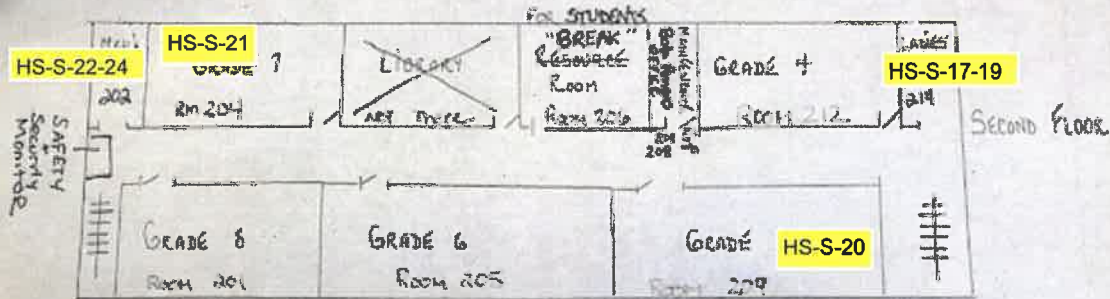 FOR STUDENTS
"BREAK"
RESOURCE
Room
Room 206
HS-S-22-24
202
HS-S-21
GRADE 7
Rm 204
LIBRARY
GRADE 4
ROOM 212
LADIES
HS-S-17-19
214
SECOND FLOOR
208
SAFETY
Security
MONITOR
GRADE 8
Room 201
GRADE 6
Room 205
GRADE
HS-S-20